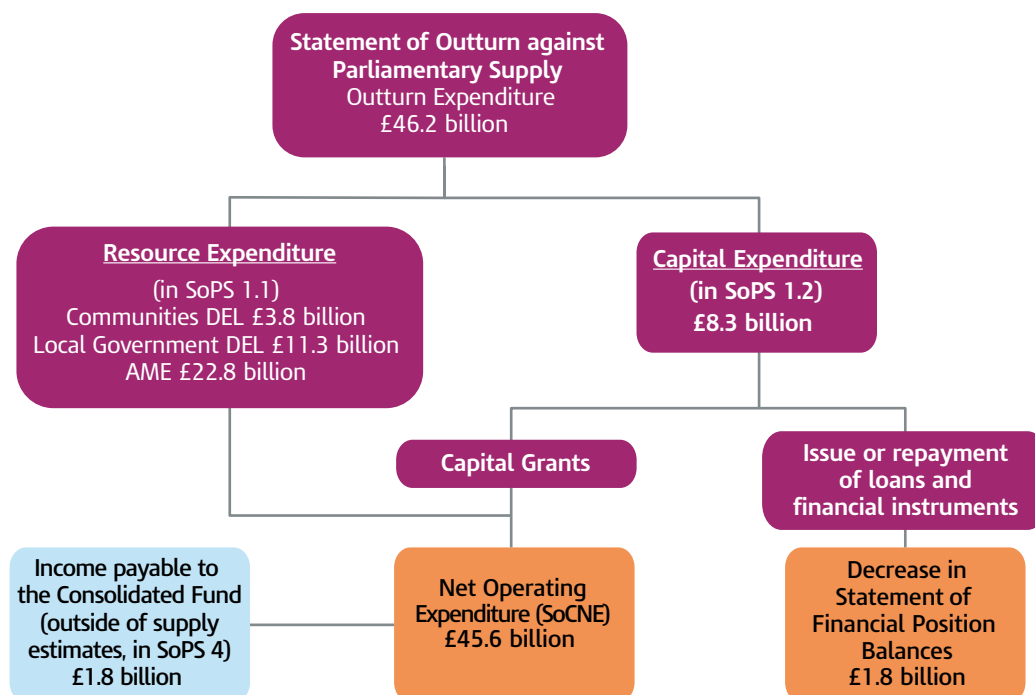 Statement of Outturn against
Parliamentary Supply
Outturn Expenditure
£46.2 billion
Resource Expenditure
(in SoPS 1.1)
Communities DEL £3.8 billion
Local Government DEL £11.3 billion
AME £22.8 billion
Capital Expenditure
(in SoPS 1.2)
£8.3 billion
Capital Grants
Issue or repayment
of loans and
financial instruments
Income payable to
the Consolidated Fund
(outside of supply
estimates, in SoPS 4)
£1.8 billion
Net Operating
Expenditure (SoCNE)
£45.6 billion
Decrease in
Statement of
Financial Position
Balances
£1.8 billion